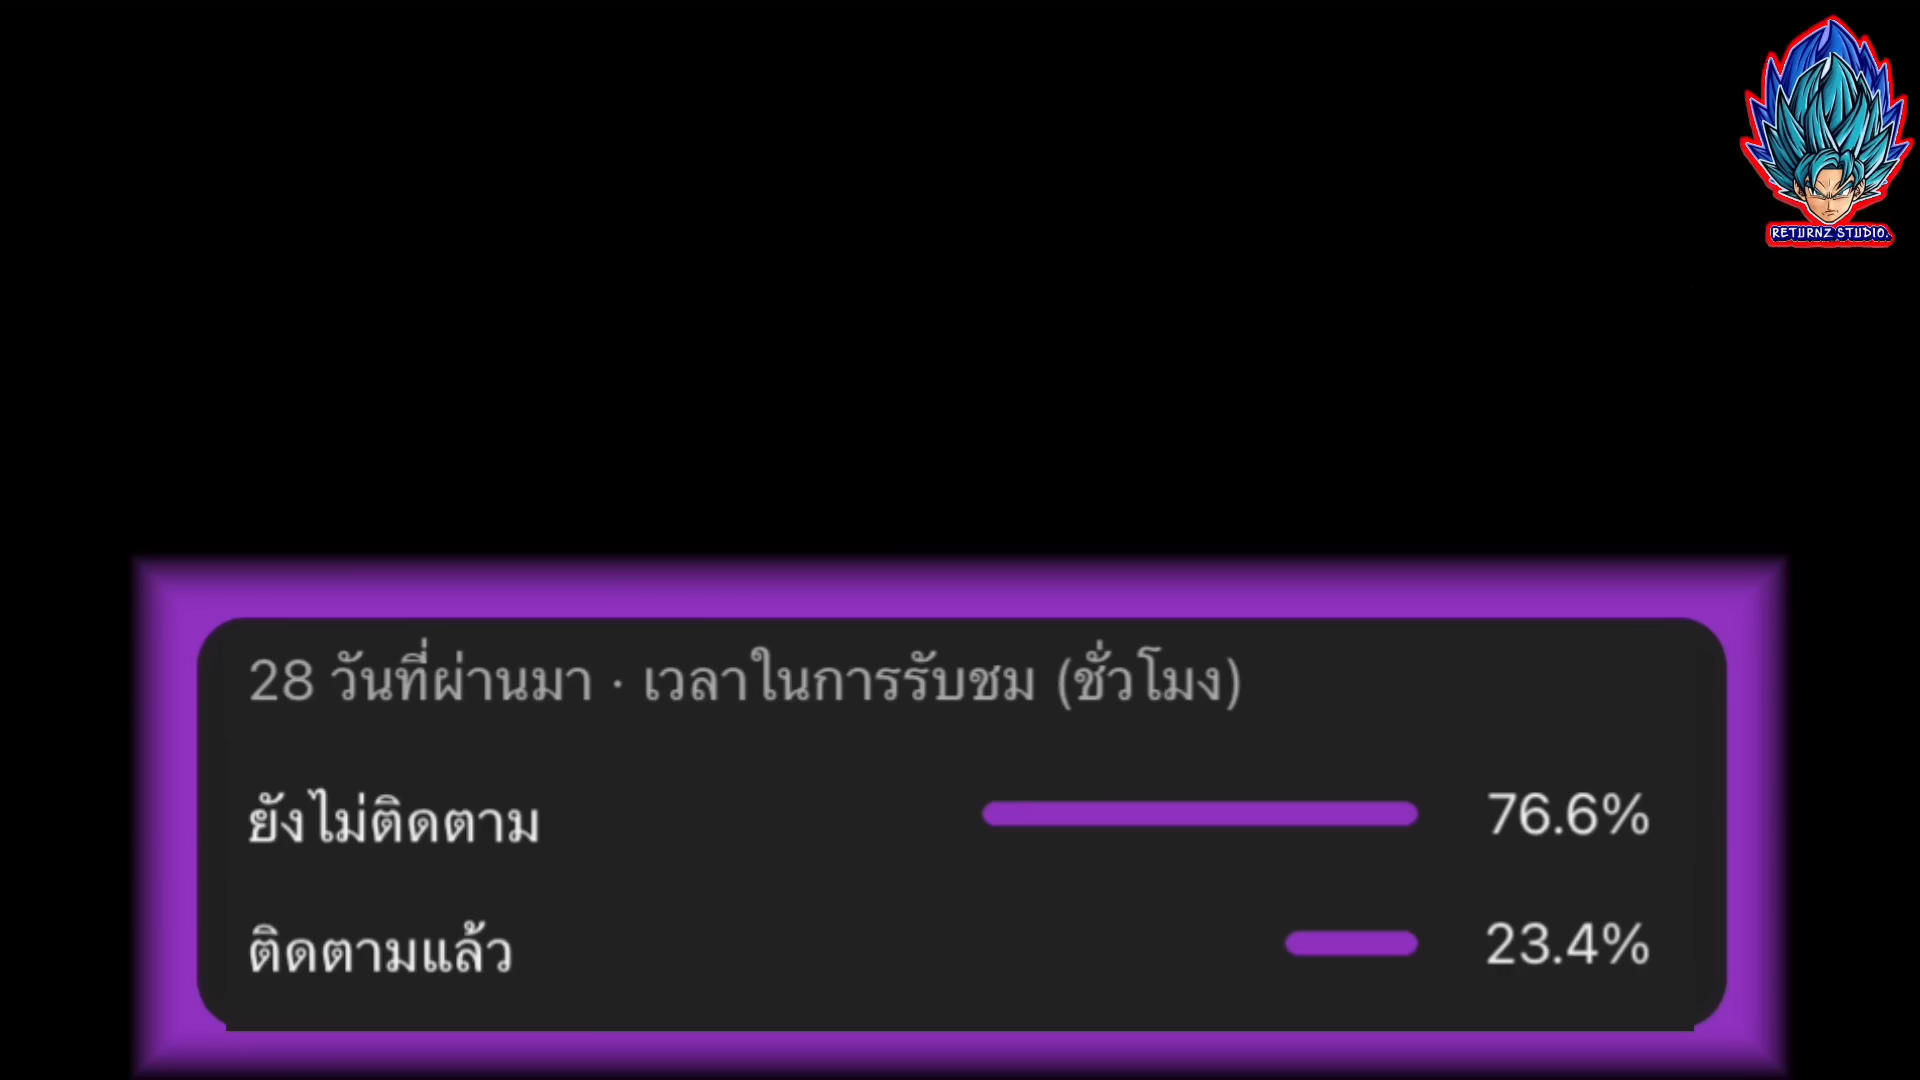 RETURNZ STUDIO.
28 วันที่ผ่านมา · เวลาในการรับชม (ชั่วโมง)
ยังไม่ติดตาม 76.6%
ติดตามแล้ว 23.4%